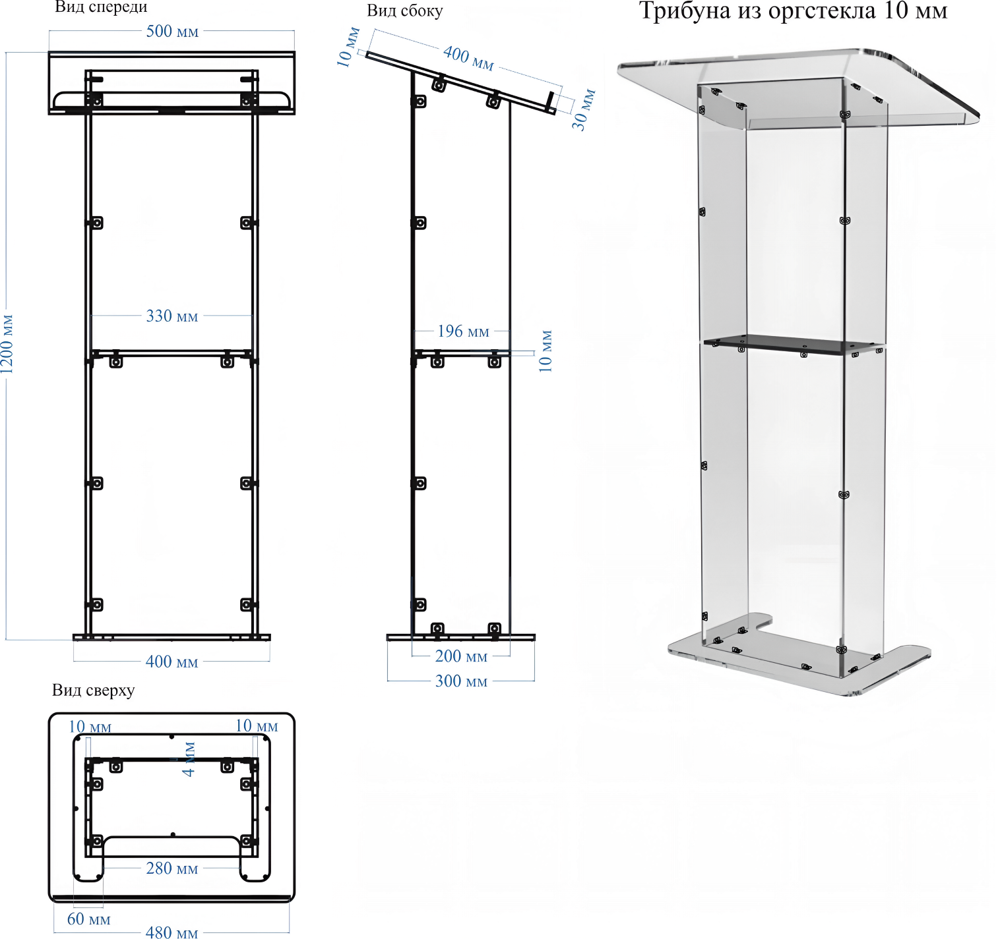 Вид спереди
Вид сбоку
Трибуна из оргстекла 10 мм
500 мм
10 мм
400 мм
30 мм
1200 мм
330 мм
196 мм
10 мм
400 мм
200 мм
300 мм
Вид сверху
10 мм
10 мм
4 мм
280 мм
60 мм
480 мм